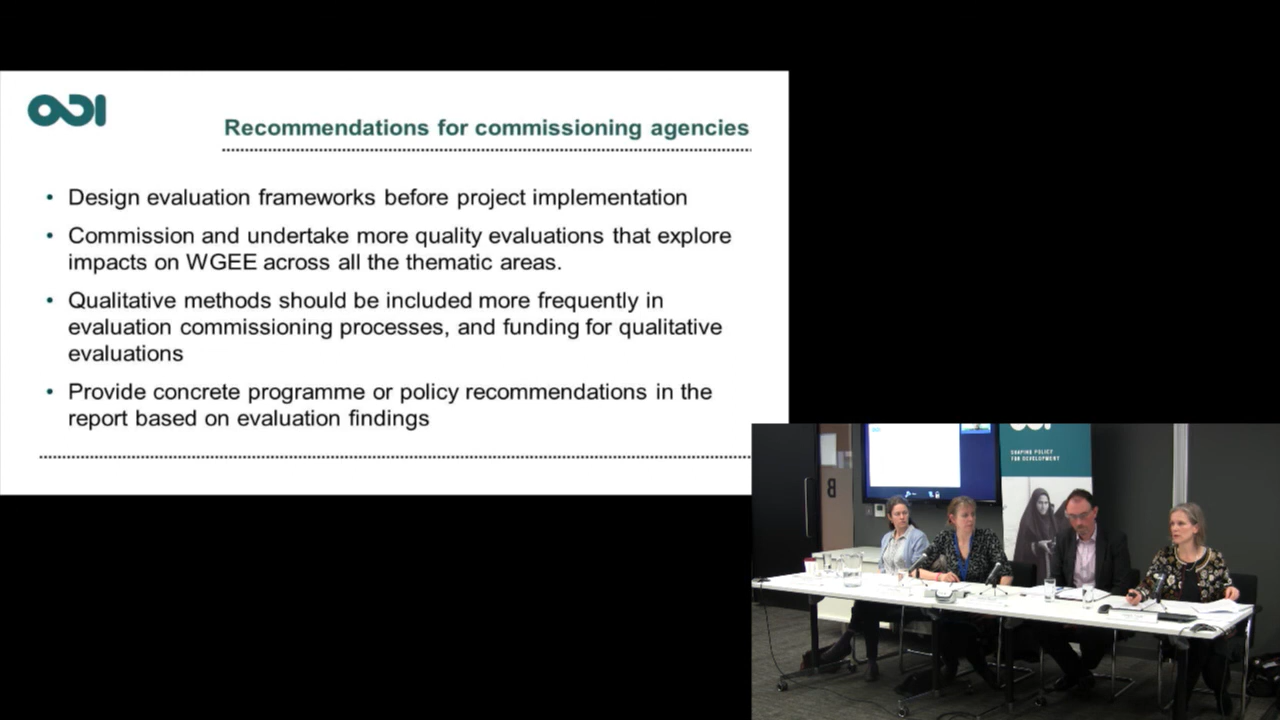 ODI
Recommendations for commissioning agencies
• Design evaluation frameworks before project implementation
• Commission and undertake more quality evaluations that explore
impacts on WGEE across all the thematic areas.
• Qualitative methods should be included more frequently in
evaluation commissioning processes, and funding for qualitative
evaluations
• Provide concrete programme or policy recommendations in the
report based on evaluation findings
SHAPING POLICY
FOR DEVELOPMENT
B